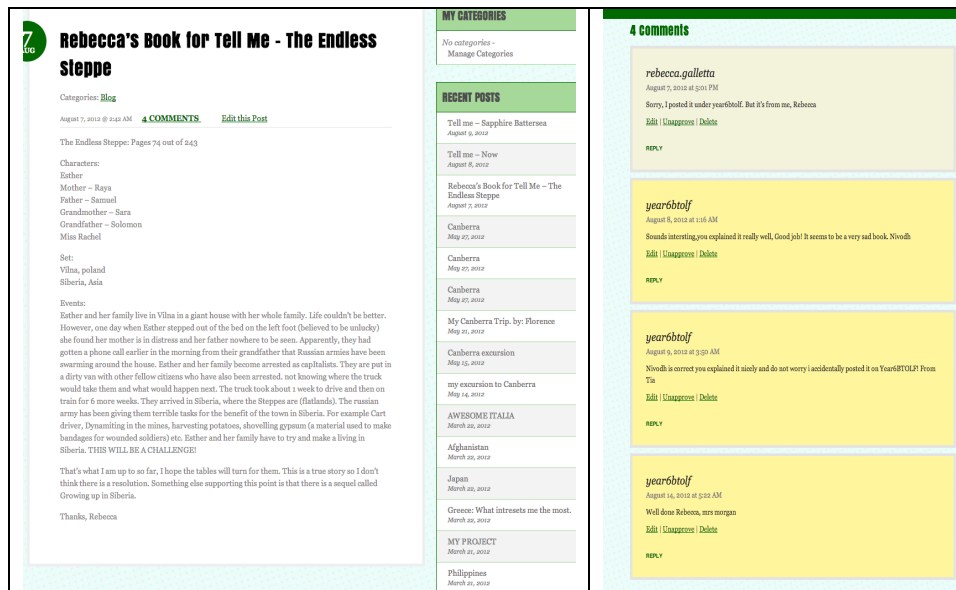 7
AUG
Rebecca's Book for Tell Me - The Endless
Steppe
Categories: Blog
August 7, 2012 @ 2:42 AM 4 COMMENTS Edit this Post
The Endless Steppe: Pages 74 out of 243
Characters:
Esther
Mother – Raya
Father – Samuel
Grandmother – Sara
Grandfather – Solomon
Miss Rachel
Set:
Vilna, poland
Siberia, Asia
Events:
Esther and her family live in Vilna in a giant house with her whole family. Life couldn't be better.
However, one day when Esther stepped out of the bed on the left foot (believed to be unlucky)
she found her mother is in distress and her father nowhere to be seen. Apparently, they had
gotten a phone call earlier in the morning from their grandfather that Russian armies have been
swarming around the house. Esther and her family become arrested as capitalists. They are put in
a dirty van with other fellow citizens who have also been arrested. not knowing where the truck
would take them and what would happen next. The truck took about 1 week to drive and then on
train for 6 more weeks. They arrived in Siberia, where the Steppes are (flatlands). The russian
army has been giving them terrible tasks for the benefit of the town in Siberia. For example Cart
driver, Dynamiting in the mines, harvesting potatoes, shovelling gypsum (a material used to make
bandages for wounded soldiers) etc. Esther and her family have to try and make a living in
Siberia. THIS WILL BE A CHALLENGE!
That's what I am up to so far, I hope the tables will turn for them. This is a true story so I don't
think there is a resolution. Something else supporting this point is that there is a sequel called
Growing up in Siberia.
Thanks, Rebecca
MY CATEGORIES
No categories -
Manage Categories
RECENT POSTS
Tell me – Sapphire Battersea
August 9, 2012
Tell me – Now
August 8, 2012
Rebecca's Book for Tell Me – The
Endless Steppe
August 7, 2012
Canberra
May 27, 2012
Canberra
May 27, 2012
Canberra
May 27, 2012
My Canberra Trip. by: Florence
May 21, 2012
Canberra excursion
May 15, 2012
my excursion to Canberra
May 14, 2012
AWESOME ITALIA
March 22, 2012
Afghanistan
March 22, 2012
Japan
March 22, 2012
Greece: What intresets me the most.
March 22, 2012
MY PROJECT
March 21, 2012
Philippines
March 21, 2012
4 Comments
rebecca.galletta
August 7, 2012 at 5:01 PM
Sorry, I posted it under year6btolf. But it's from me, Rebecca
Edit | Unapprove | Delete
REPLY
year6btolf
August 8, 2012 at 1:16 AM
Sounds intersting,you explained it really well, Good job! It seems to be a very sad book. Nivodh
Edit | Unapprove | Delete
REPLY
year6btolf
August 9, 2012 at 3:50 AM
Nivodh is correct you explained it nicely and do not worry i accidentally posted it on Year6BTOLF! From
Tia
Edit | Unapprove | Delete
REPLY
year6btolf
August 14, 2012 at 5:22 AM
Well done Rebecca, mrs morgan
Edit | Unapprove | Delete
REPLY